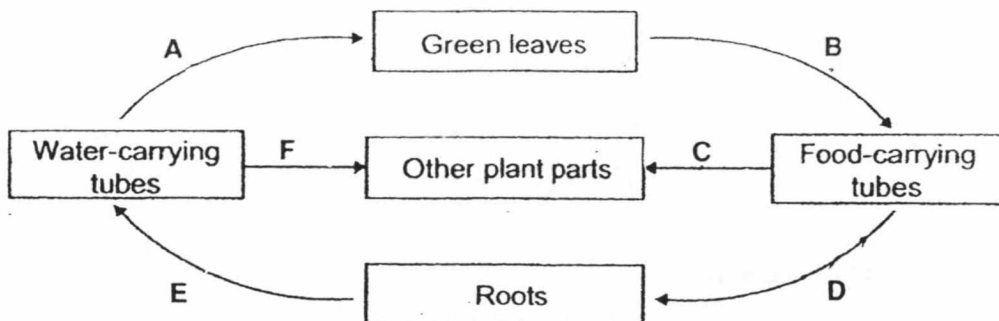 A
Green leaves
B
Water-carrying
tubes
F
Other plant parts
C
Food-carrying
tubes
E
Roots
D